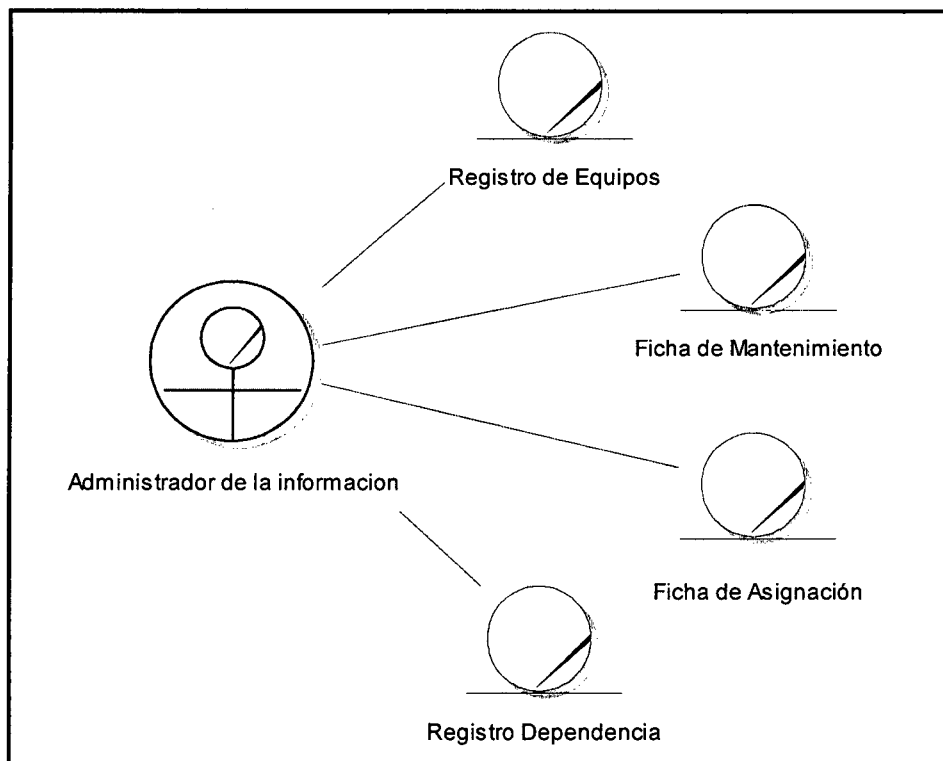 Registro de Equipos
Ficha de Mantenimiento
Administrador de la informacion
Ficha de Asignación
Registro Dependencia